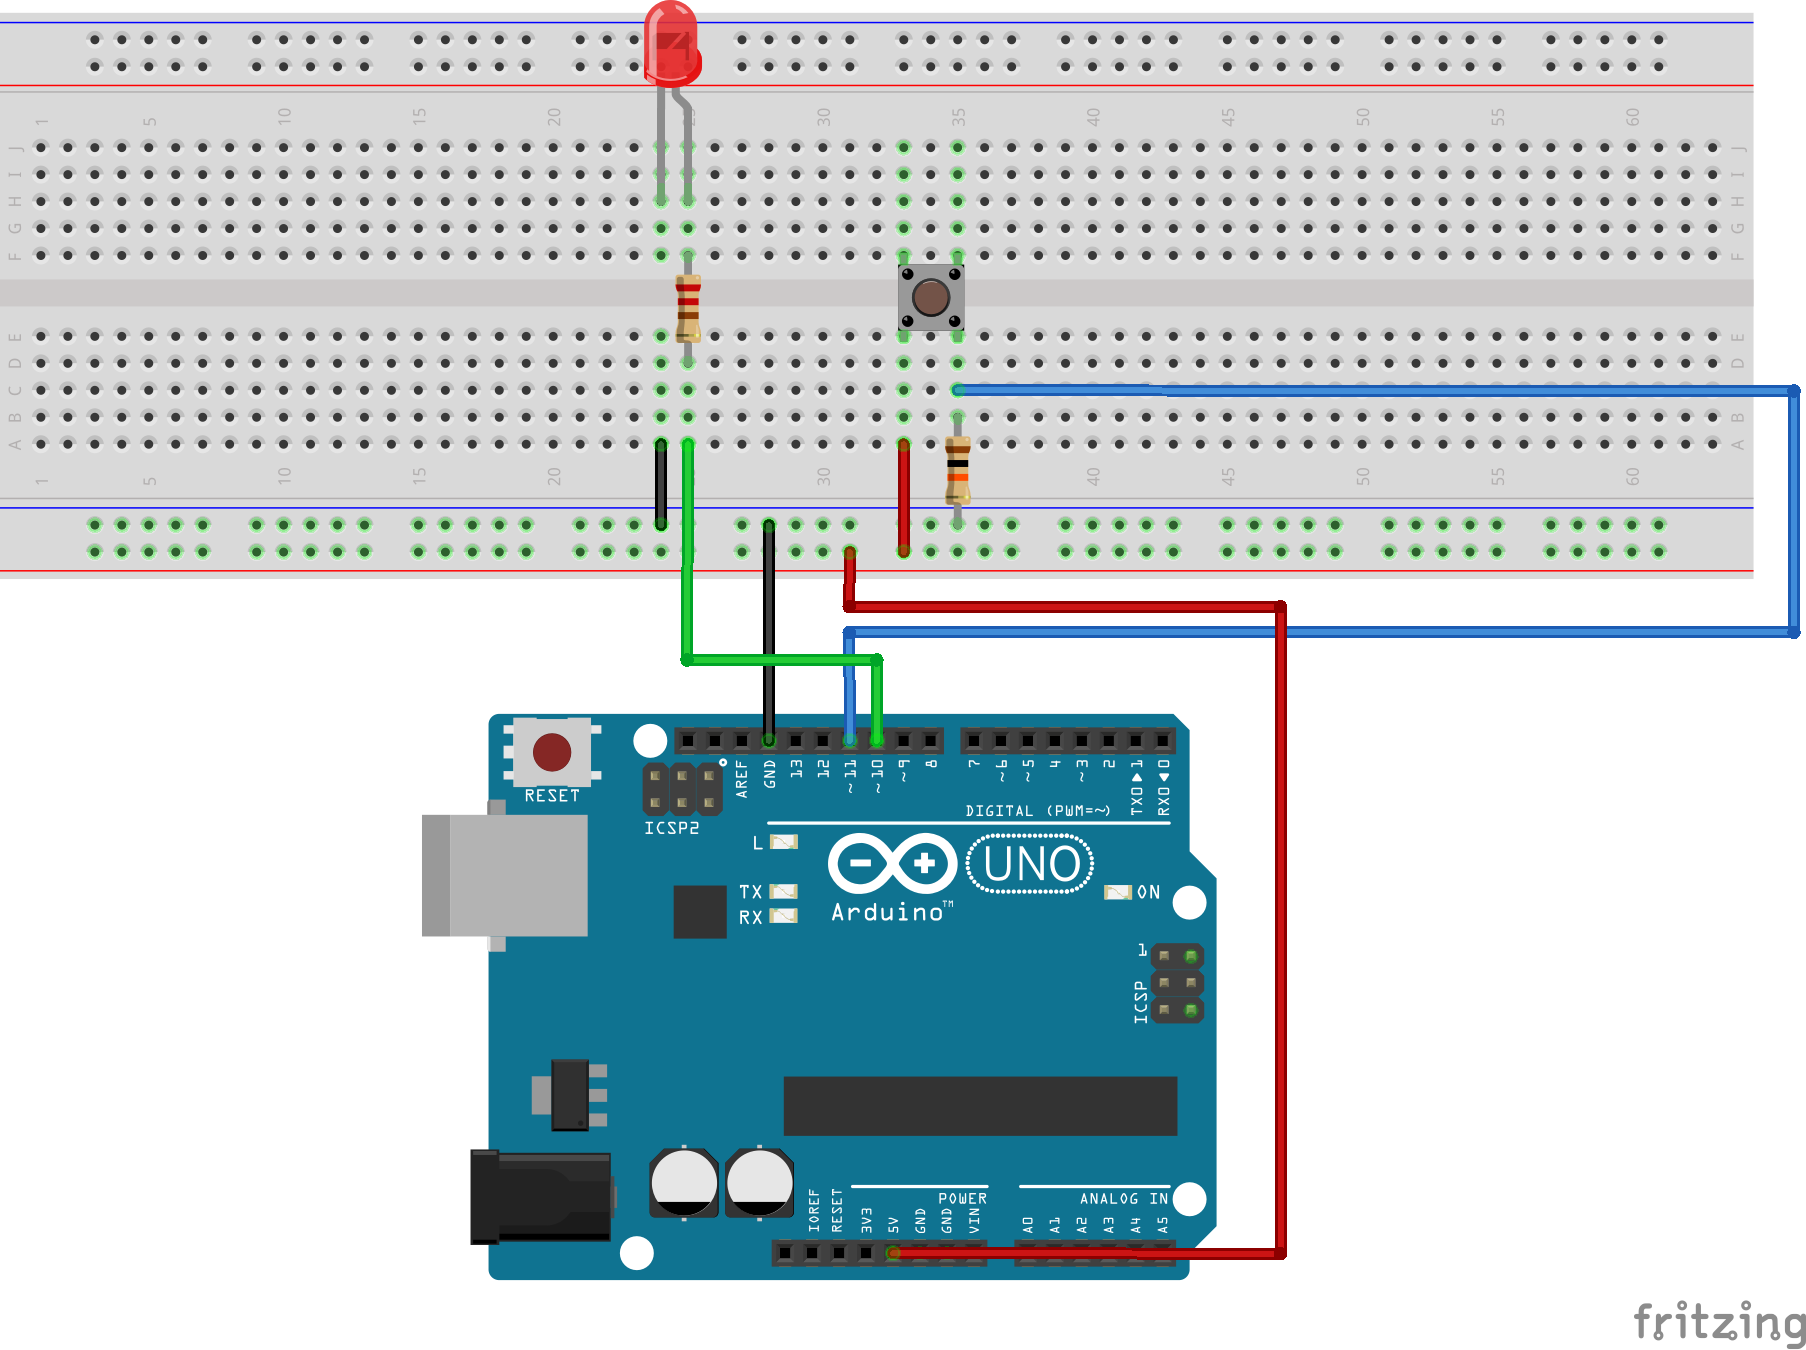 1 5 10 15 20 25 30 35 40 45 50 55 60
J J
I I
H H
G G
F F
E E
D D
C C
B B
A A
1 5 10 15 20 30 35 40 45 50 55 60
RESET
AREF GND 13 12 ~11 ~10 ~9 8 7 ~6 ~5 4 ~3 2 TX0▶1 RX0◀0
ICSP2
DIGITAL (PWM=~)
L
TX
RX
UNO
Arduino™
ON
1
ICSP
IOREF RESET 3V3 5V GND GND VIN
POWER
ANALOG IN
A0 A1 A2 A3 A4 A5
fritzing